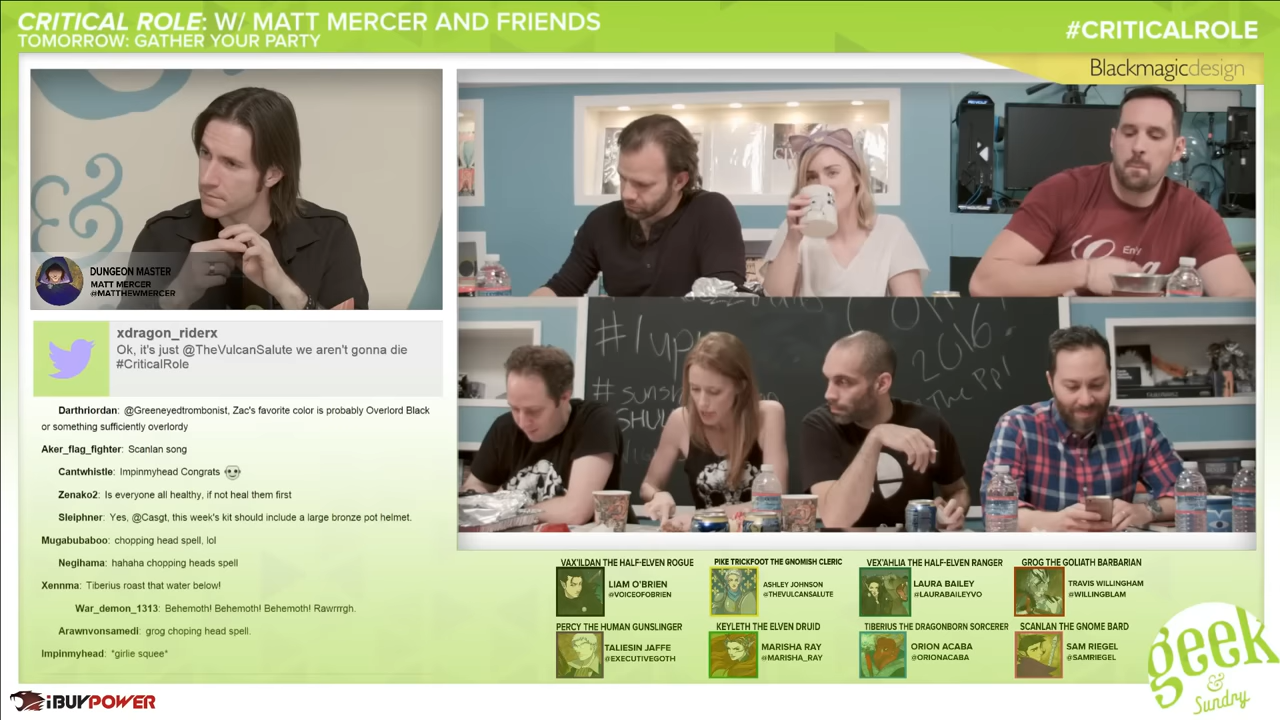 CRITICAL ROLE: W/ MATT MERCER AND FRIENDS
TOMORROW: GATHER YOUR PARTY
#CRITICALROLE
Blackmagicdesign
DUNGEON MASTER
MATT MERCER
@MATTHEWMERCER
xdragon_riderx
Ok, it's just @TheVulcanSalute we aren't gonna die
#CriticalRole
Darthriordan: @Greeneyedtrombonist, Zac's favorite color is probably Overlord Black
or something sufficiently overlordy
Aker_flag_fighter: Scanlan song
Cantwhistle: Impinmyhead Congrats
Zenako2: Is everyone all healthy, if not heal them first
Sleiphner: Yes, @Casgt, this week's kit should include a large bronze pot helmet.
Mugabubaboo: chopping head spell, lol
Negihama: hahaha chopping heads spell
Xennma: Tiberius roast that water below!
War_demon_1313: Behemoth! Behemoth! Behemoth! Rawrrrgh.
Arawnvonsamedi: grog choping head spell.
Impinmyhead: *girlie squee*
Enjoy
#
2016
The Ppl
VAX'ILDAN THE HALF-ELVEN ROGUE
LIAM O'BRIEN
@VOICEOFOBRIEN
PIKE TRICKFOOT THE GNOMISH CLERIC
ASHLEY JOHNSON
@THEVULCANSALUTE
VEX'AHLIA THE HALF-ELVEN RANGER
LAURA BAILEY
@LAURABAILEYVO
GROG THE GOLIATH BARBARIAN
TRAVIS WILLINGHAM
@WILLINGBLAM
PERCY THE HUMAN GUNSLINGER
TALIESIN JAFFE
@EXECUTIVEGOTH
KEYLETH THE ELVEN DRUID
MARISHA RAY
@MARISHA_RAY
TIBERIUS THE DRAGONBORN SORCERER
ORION ACABA
@ORIONACABA
SCANLAN THE GNOME BARD
SAM RIEGEL
@SAMRIEGEL
geek
&
Sundry
iBUYPOWER